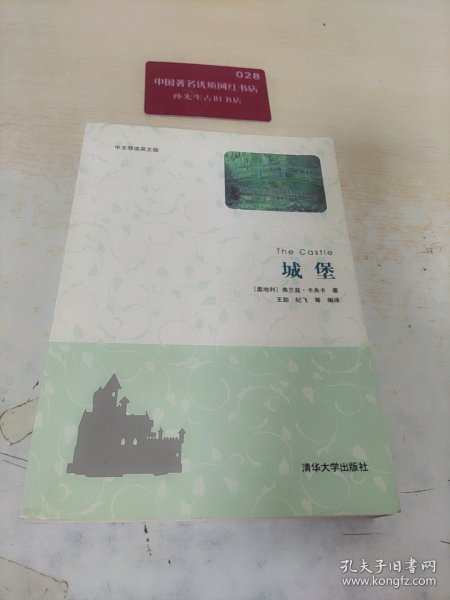 028
中国著名优质网红书店
孙先生古旧书店
中文导读英文版
The Castle
城堡
［奥地利］弗兰兹·卡夫卡 著
王勋 纪飞 等 编译
清华大学出版社
孔夫子旧书网
www.kongfz.com